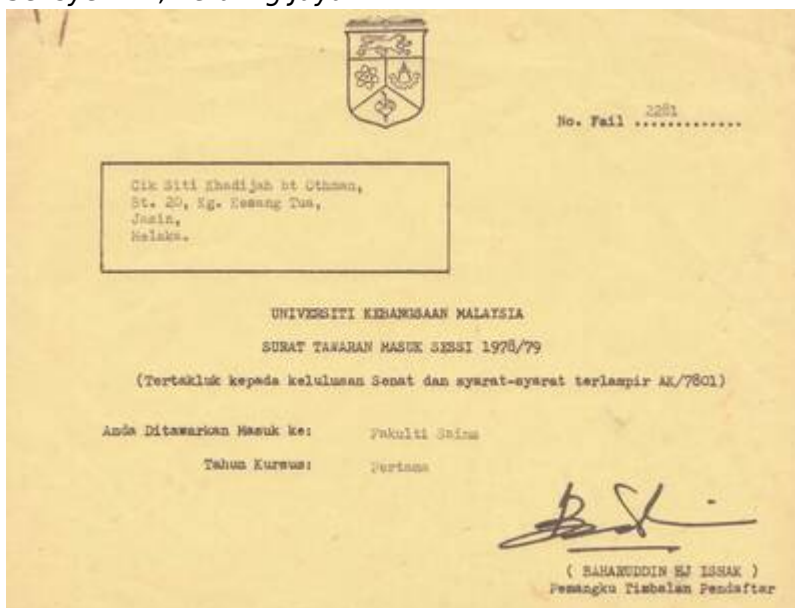 No. Fail 2281 .............
Cik Siti Khadijah bt Othman,
Bt. 20, Kg. Kesang Tua,
Jasin,
Melaka.
UNIVERSITI KEBANGSAAN MALAYSIA
SURAT TAWARAN MASUK SESSI 1978/79
(Tertakluk kepada kelulusan Senat dan syarat-syarat terlampir AK/7801)
Anda Ditawarkan Masuk ke: Fakulti Sains
Tahun Kursus: Pertama
( BAHARUDDIN HJ ISHAK )
Pemangku Timbalan Pendaftar